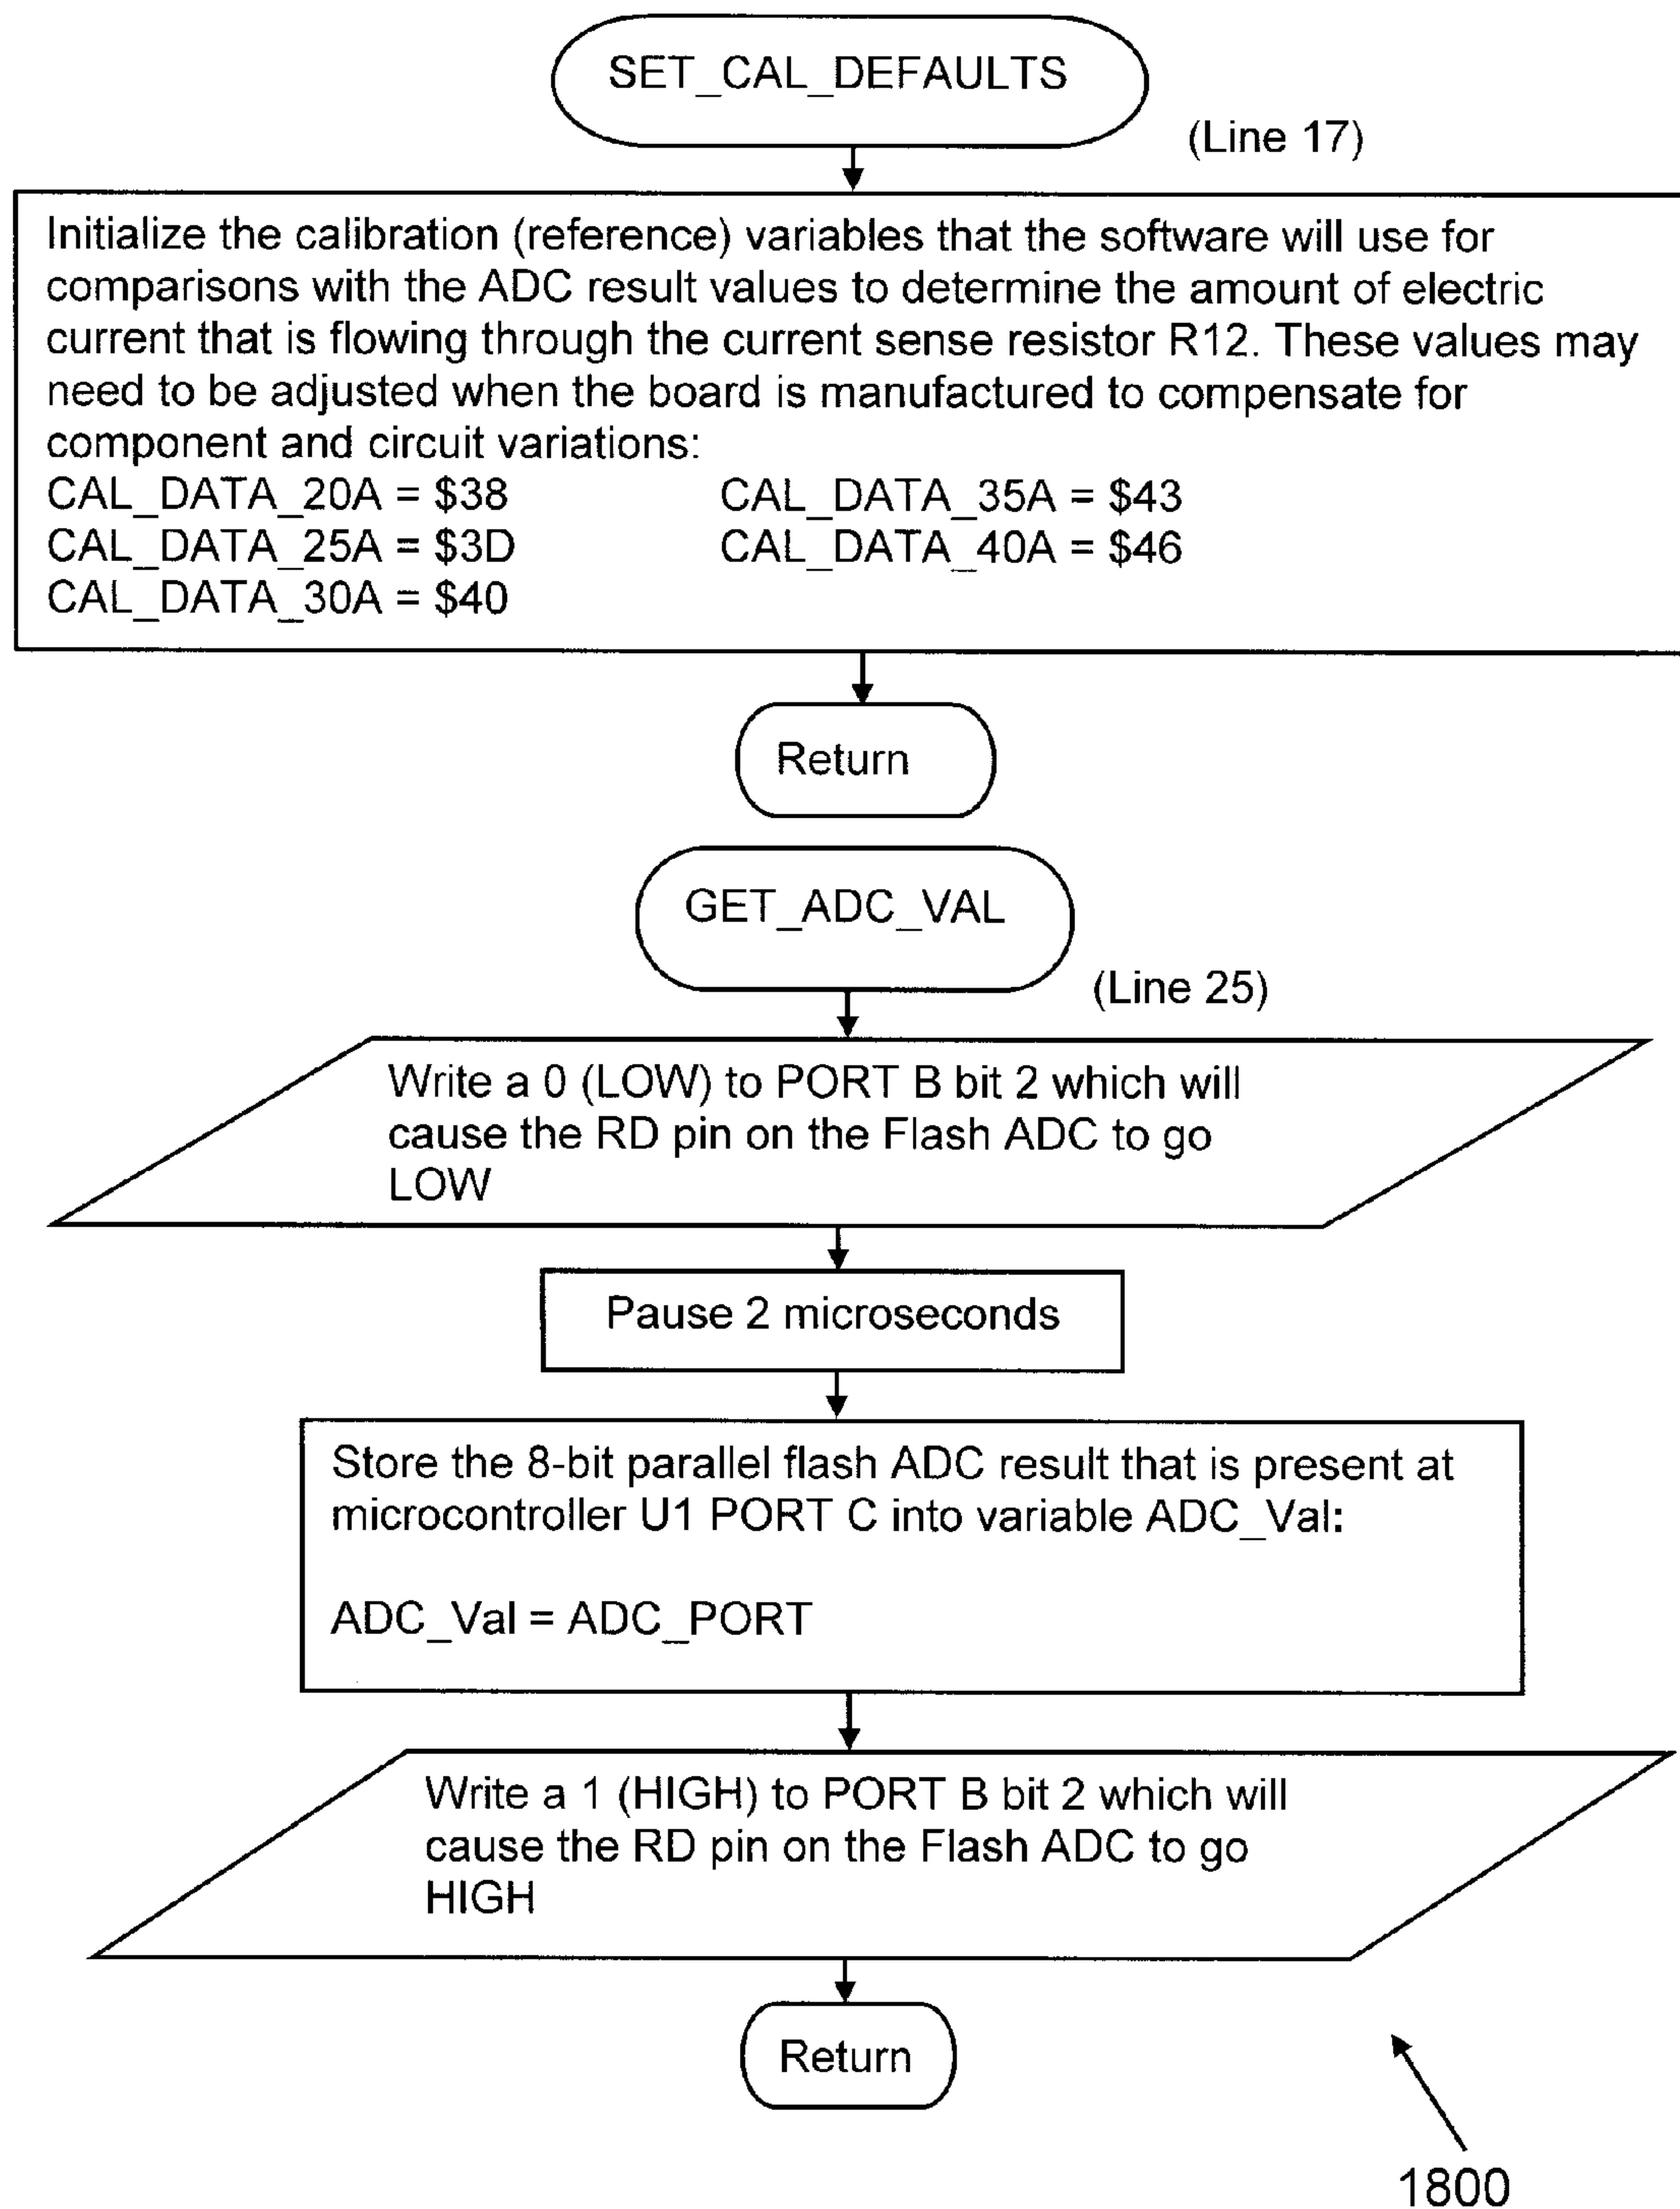 SET_CAL_DEFAULTS
(Line 17)
Initialize the calibration (reference) variables that the software will use for
comparisons with the ADC result values to determine the amount of electric
current that is flowing through the current sense resistor R12. These values may
need to be adjusted when the board is manufactured to compensate for
component and circuit variations:
CAL_DATA_20A = $38 CAL_DATA_35A = $43
CAL_DATA_25A = $3D CAL_DATA_40A = $46
CAL_DATA_30A = $40
Return
GET_ADC_VAL
(Line 25)
Write a 0 (LOW) to PORT B bit 2 which will
cause the RD pin on the Flash ADC to go
LOW
Pause 2 microseconds
Store the 8-bit parallel flash ADC result that is present at
microcontroller U1 PORT C into variable ADC_Val:
ADC_Val = ADC_PORT
Write a 1 (HIGH) to PORT B bit 2 which will
cause the RD pin on the Flash ADC to go
HIGH
Return
1800